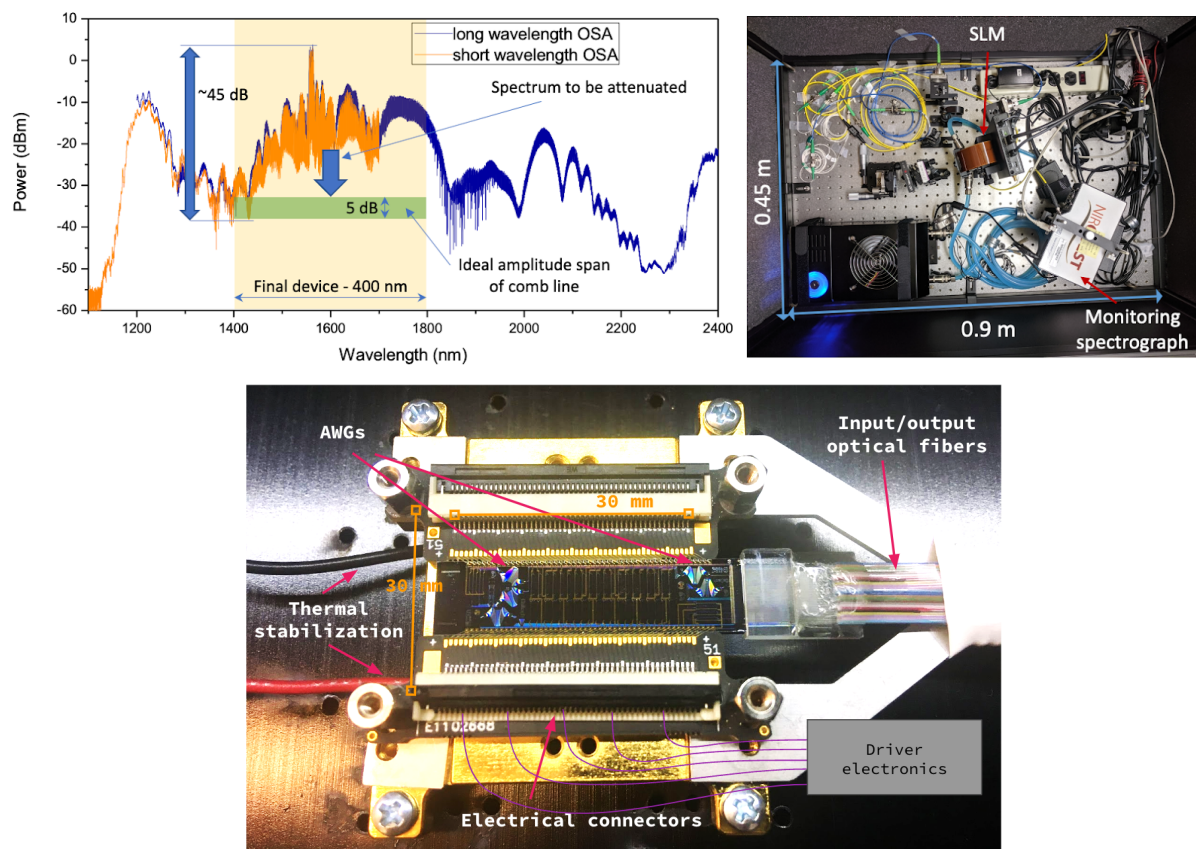 10
0
-10
-20
-30
-40
-50
-60
Power (dBm)
long wavelength OSA
short wavelength OSA
~45 dB
Spectrum to be attenuated
5 dB
Ideal amplitude span
of comb line
Final device - 400 nm
1200
1400
1600
1800
2000
2200
2400
Wavelength (nm)
SLM
0.45 m
0.9 m
NIRQUEST
Monitoring
spectrograph
AWGs
Input/output
optical fibers
30 mm
51
30 mm
Thermal
stabilization
51
E1102668
Driver
electronics
Electrical connectors